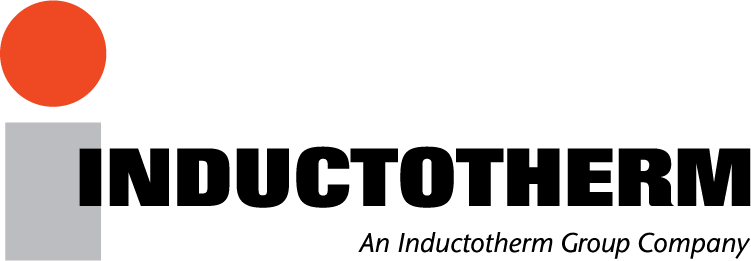 INDUCTOTHERM
An Inductotherm Group Company